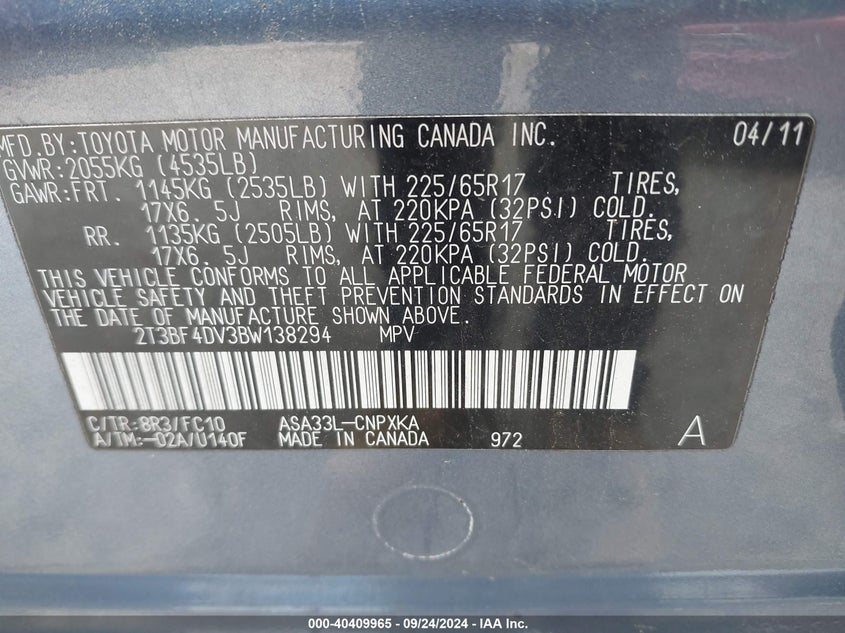 MFD.BY:TOYOTA MOTOR MANUFACTURING CANADA INC. 04/11
GVWR:2055KG (4535LB)
GAWR:FRT. 1145KG (2535LB) WITH 225/65R17 TIRES,
17X6. 5J RIMS, AT 220KPA (32PSI) COLD.
RR. 1135KG (2505LB) WITH 225/65R17 TIRES,
17X6. 5J RIMS, AT 220KPA (32PSI) COLD.
THIS VEHICLE CONFORMS TO ALL APPLICABLE FEDERAL MOTOR
VEHICLE SAFETY AND THEFT PREVENTION STANDARDS IN EFFECT ON
THE DATE OF MANUFACTURE SHOWN ABOVE.
2T3BF4DV3BW138294 MPV
C/TR:8R3/FC10 ASA33L-CNPXKA
A/TM:-02A/U140F MADE IN CANADA 972 A
000-40409965 - 09/24/2024 - IAA Inc.